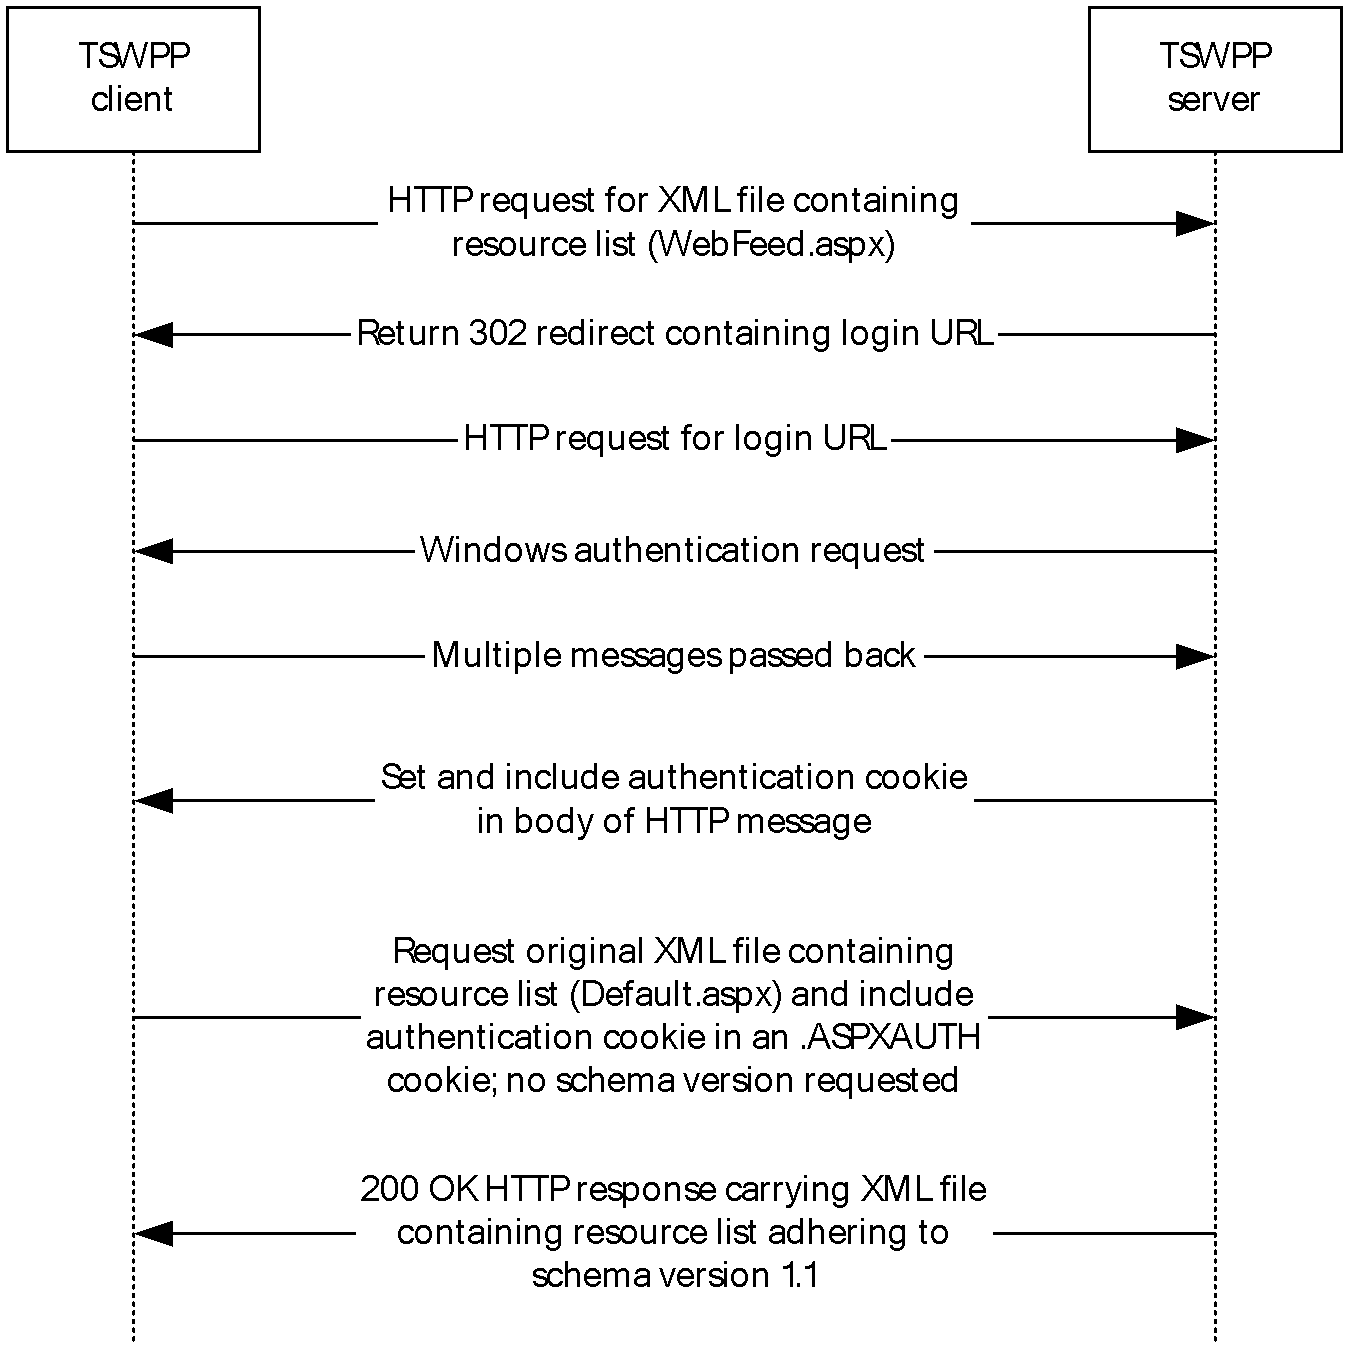 TSWPP
client
TSWPP
server
HTTP request for XML file containing
resource list (WebFeed.aspx)
Return 302 redirect containing login URL
HTTP request for login URL
Windows authentication request
Multiple messages passed back
Set and include authentication cookie
in body of HTTP message
Request original XML file containing
resource list (Default.aspx) and include
authentication cookie in an .ASPXAUTH
cookie; no schema version requested
200 OK HTTP response carrying XML file
containing resource list adhering to
schema version 1.1